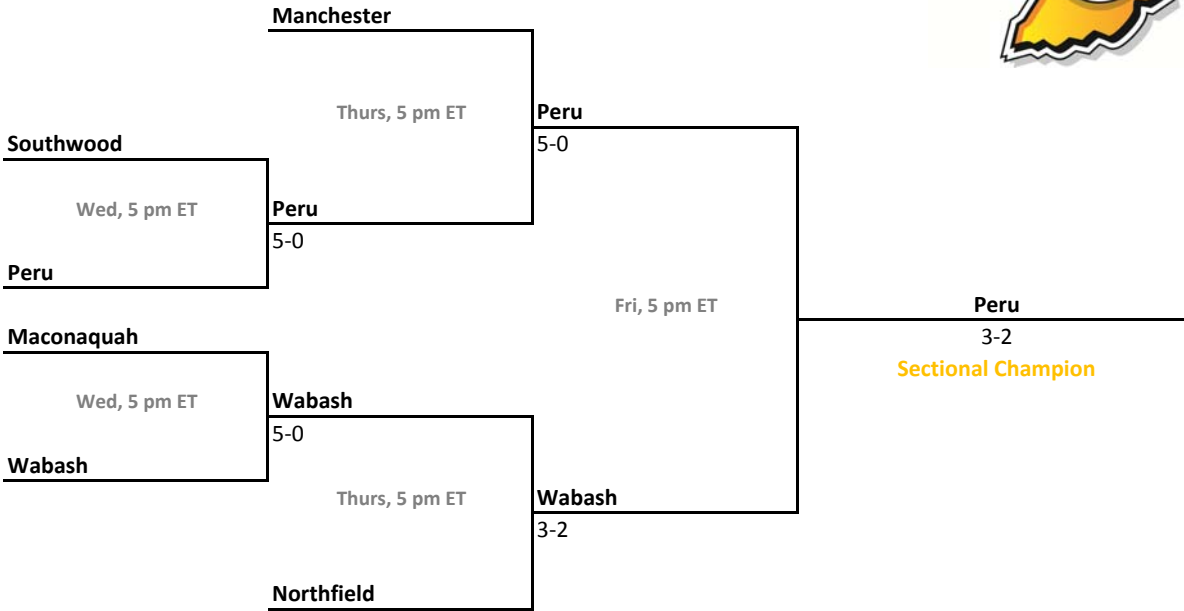 Manchester
Thurs, 5 pm ET
Peru
5-0
Southwood
Wed, 5 pm ET
Peru
5-0
Peru
Fri, 5 pm ET
Peru
3-2
Sectional Champion
Maconaquah
Wed, 5 pm ET
Wabash
5-0
Wabash
Thurs, 5 pm ET
Wabash
3-2
Northfield